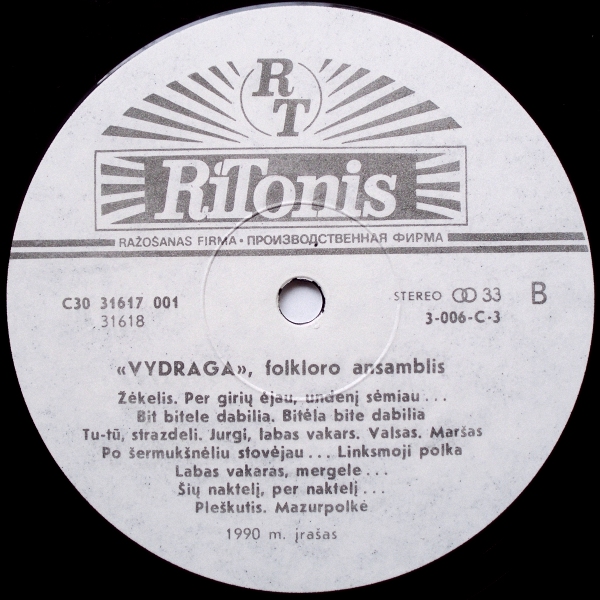 RT
RiTonis
RAŽOŠANAS FIRMA • ПРОИЗВОДСТВЕННАЯ ФИРМА
C30 31617 001
31618
STEREO 33
3-006-C-3
B
«VYDRAGA», folkloro ansamblis
Žėkelis. Per girių ėjau, undenį sėmiau...
Bit bitele dabilia. Bitėla bite dabilia
Tu-tū, strazdeli. Jurgi, labas vakars. Valsas. Maršas
Po šermukšnėliu stovėjau... Linksmoji polka
Labas vakaras, mergele...
Šių naktelį, per naktelį...
Pleškutis. Mazurpolkė
1990 m. įrašas